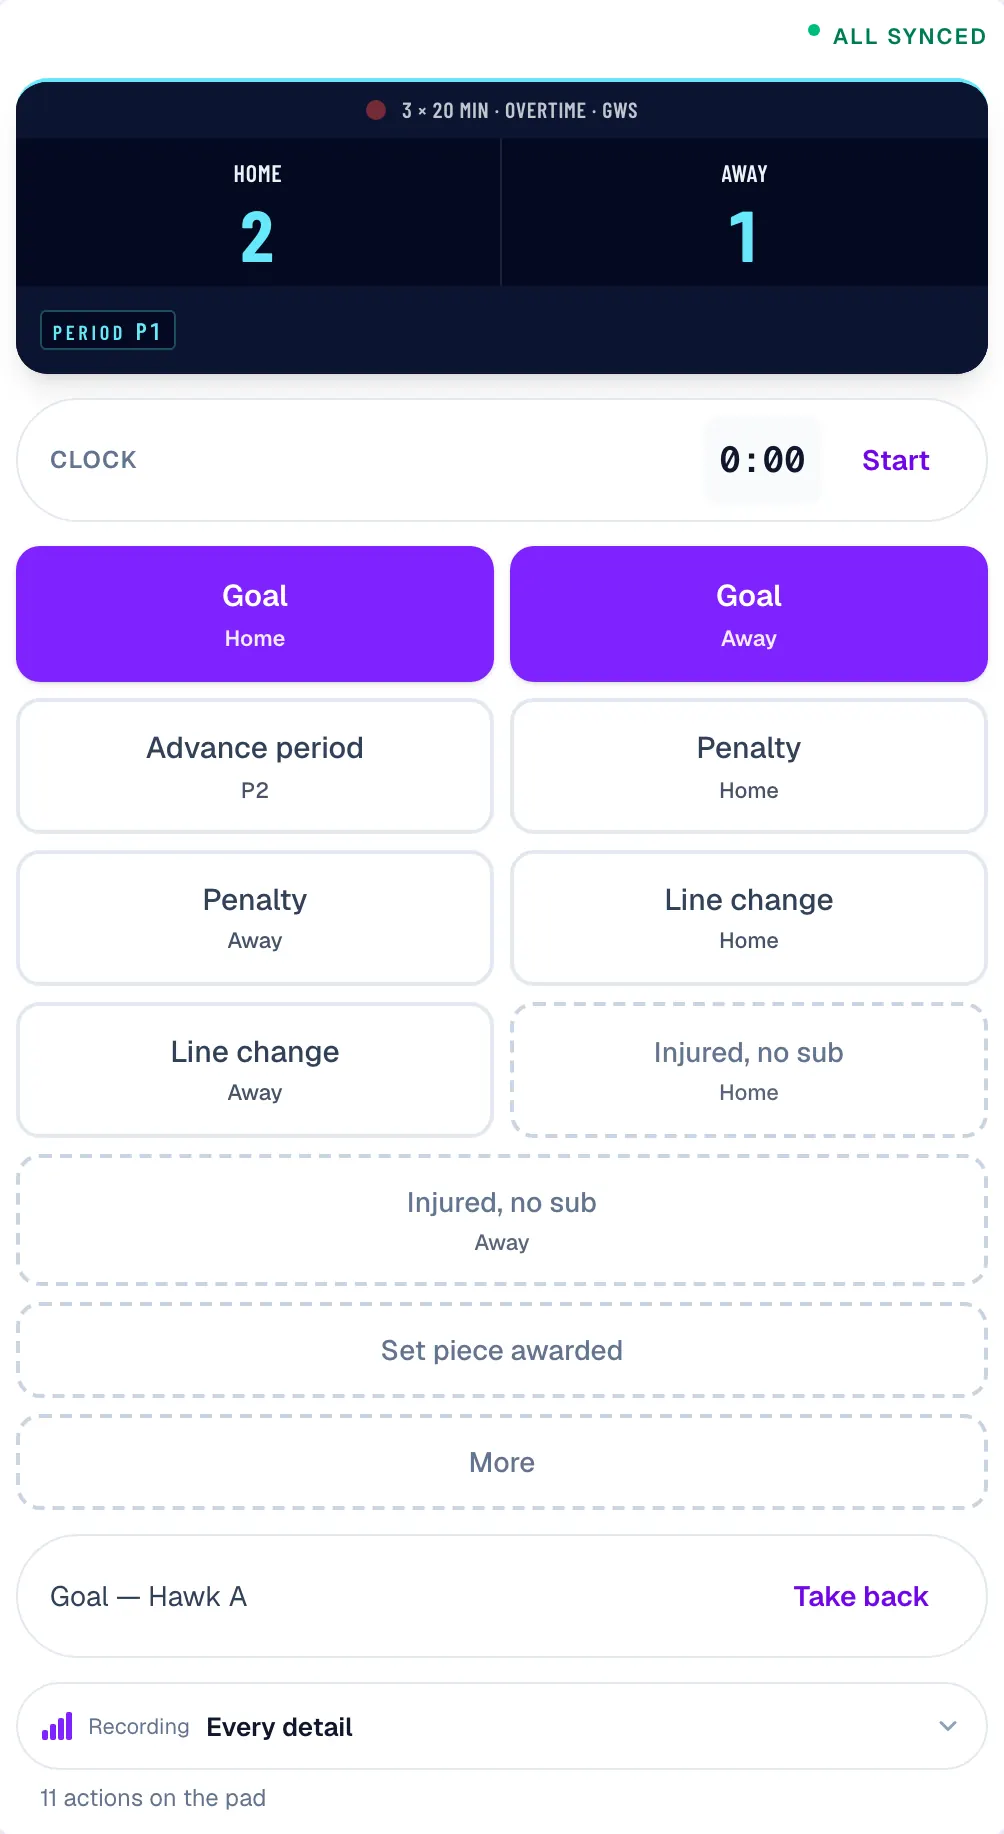 ALL SYNCED
3 × 20 MIN · OVERTIME · GWS
HOME
AWAY
2
1
PERIOD P1
CLOCK
0:00
Start
Goal
Home
Goal
Away
Advance period
P2
Penalty
Home
Penalty
Away
Line change
Home
Line change
Away
Injured, no sub
Home
Injured, no sub
Away
Set piece awarded
More
Goal — Hawk A
Take back
Recording Every detail
11 actions on the pad